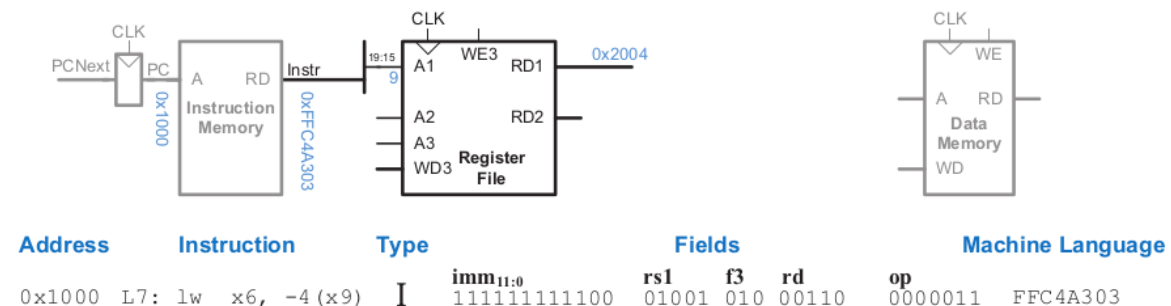 CLK
CLK
CLK
PCNext
PC
0x1000
A
RD
Instruction
Memory
Instr
0xFFC4A303
19:15
9
A1
WE3
RD1
0x2004
A2
RD2
A3
WD3
Register
File
WE
A
RD
Data
Memory
WD
Address Instruction Type Fields Machine Language
imm11:0 rs1 f3 rd op
0x1000 L7: lw x6, -4(x9) I 111111111100 01001 010 00110 0000011 FFC4A303